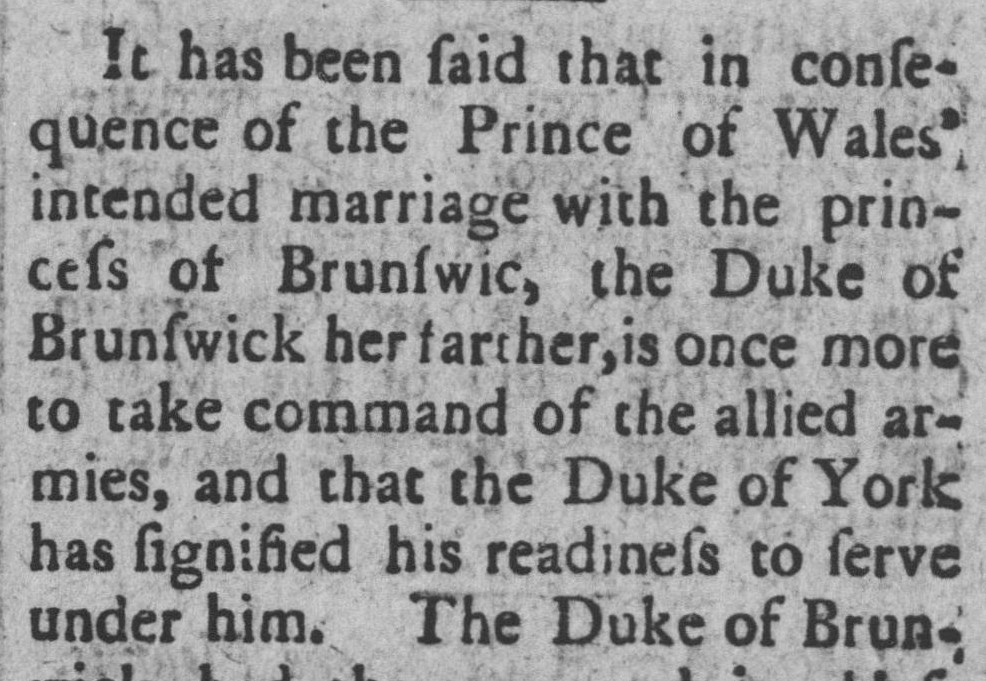 It has been ſaid that in conſe-
quence of the Prince of Wales'
intended marriage with the prin-
ceſs of Brunſwic, the Duke of
Brunſwick her farther, is once more
to take command of the allied ar-
mies, and that the Duke of York
has ſignified his readineſs to ſerve
under him. The Duke of Brun-